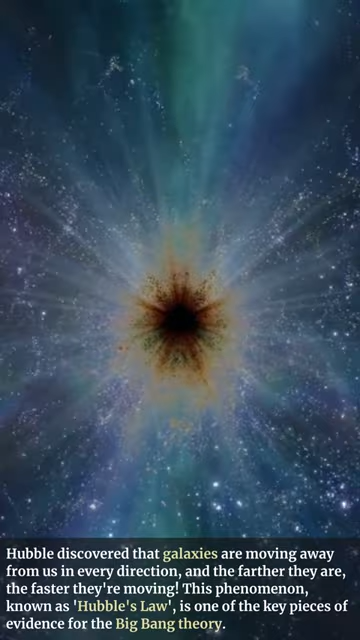 Hubble discovered that galaxies are moving away
from us in every direction, and the farther they are,
the faster they're moving! This phenomenon,
known as 'Hubble's Law', is one of the key pieces of
evidence for the Big Bang theory.